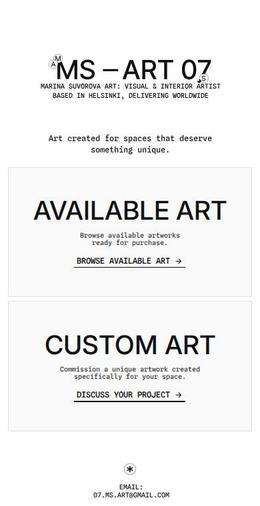 M
A
S
MS — ART 07
MARINA SUVOROVA ART: VISUAL & INTERIOR ARTIST
BASED IN HELSINKI, DELIVERING WORLDWIDE
Art created for spaces that deserve
something unique.
AVAILABLE ART
Browse available artworks
ready for purchase.
BROWSE AVAILABLE ART →
CUSTOM ART
Commission a unique artwork created
specifically for your space.
DISCUSS YOUR PROJECT →
*
EMAIL:
07.MS.ART@GMAIL.COM